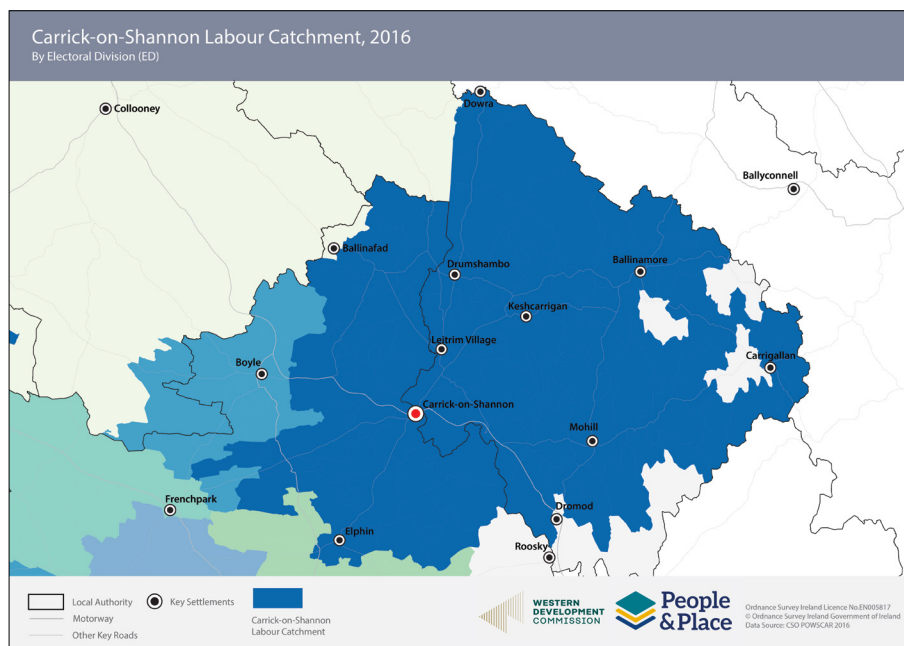 Carrick-on-Shannon Labour Catchment, 2016
By Electoral Division (ED)
Collooney
Dowra
Ballyconnell
Ballinafad
Drumshambo
Ballinamore
Keshcarrigan
Leitrim Village
Boyle
Carrigallan
Carrick-on-Shannon
Mohill
Frenchpark
Dromod
Elphin
Roosky
Local Authority
Key Settlements
Motorway
Other Key Roads
Carrick-on-Shannon
Labour Catchment
WESTERN
DEVELOPMENT
COMMISSION
People
& Place
Ordnance Survey Ireland Licence No.EN005817
© Ordnance Survey Ireland Government of Ireland
Data Source: CSO POWSCAR 2016